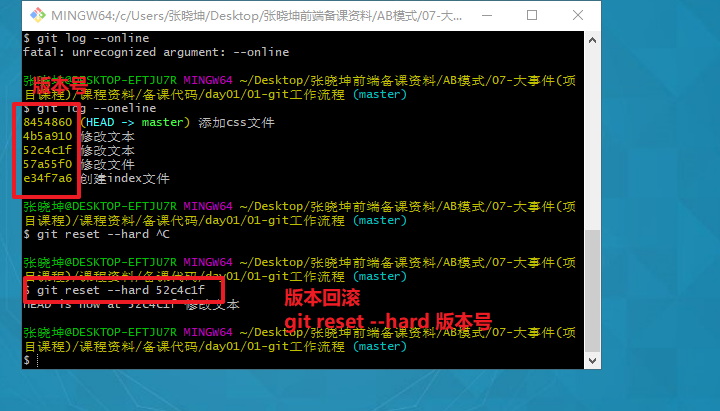 MINGW64:/c/Users/张晓坤/Desktop/张晓坤前端备课资料/AB模式/07-大...
$ git log --online
fatal: unrecognized argument: --online
张晓坤@DESKTOP-EFTJU7R MINGW64 ~/Desktop/张晓坤前端备课资料/AB模式/07-大事件(项
目课程)/课程资料/备课代码/day01/01-git工作流程 (master)
版本号
$ git log --oneline
8454860 (HEAD -> master) 添加css文件
4b5a910 修改文本
52c4c1f 修改文本
57a55f0 修改文件
e34f7a6 创建index文件
张晓坤@DESKTOP-EFTJU7R MINGW64 ~/Desktop/张晓坤前端备课资料/AB模式/07-大事件(项
目课程)/课程资料/备课代码/day01/01-git工作流程 (master)
$ git reset --hard ^C
张晓坤@DESKTOP-EFTJU7R MINGW64 ~/Desktop/张晓坤前端备课资料/AB模式/07-大事件(项
目课程)/课程资料/备课代码/day01/01-git工作流程 (master)
$ git reset --hard 52c4c1f
HEAD is now at 52c4c1f 修改文本
版本回滚
git reset --hard 版本号
张晓坤@DESKTOP-EFTJU7R MINGW64 ~/Desktop/张晓坤前端备课资料/AB模式/07-大事件(项
目课程)/课程资料/备课代码/day01/01-git工作流程 (master)
$